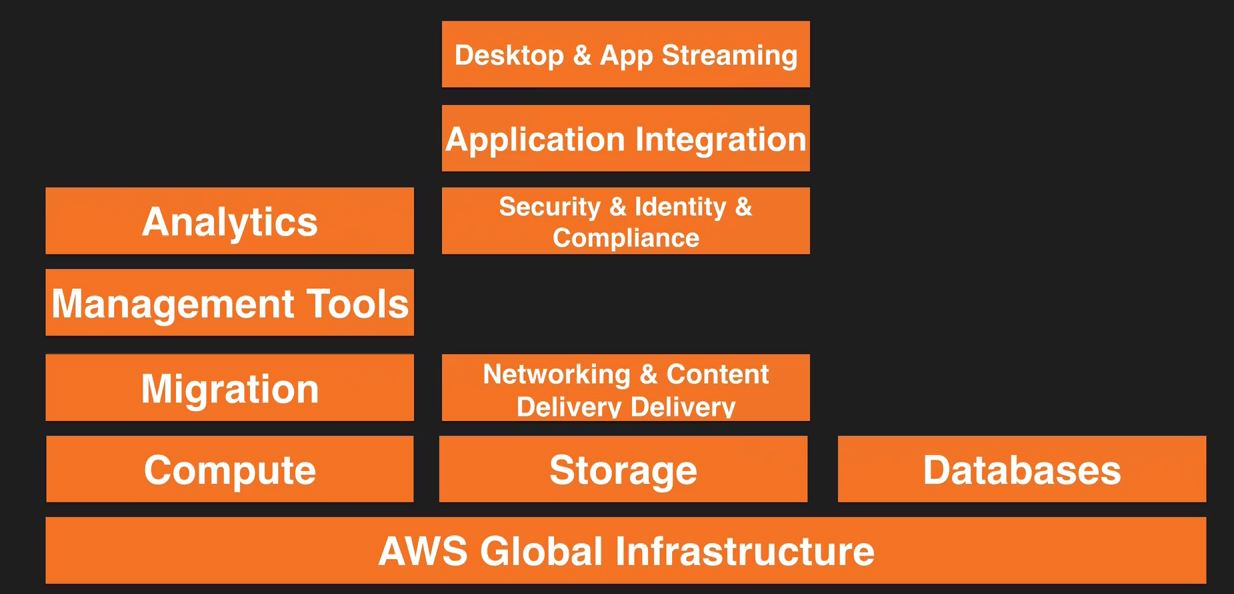 Desktop & App Streaming
Application Integration
Analytics
Security & Identity &
Compliance
Management Tools
Migration
Networking & Content
Delivery Delivery
Compute
Storage
Databases
AWS Global Infrastructure